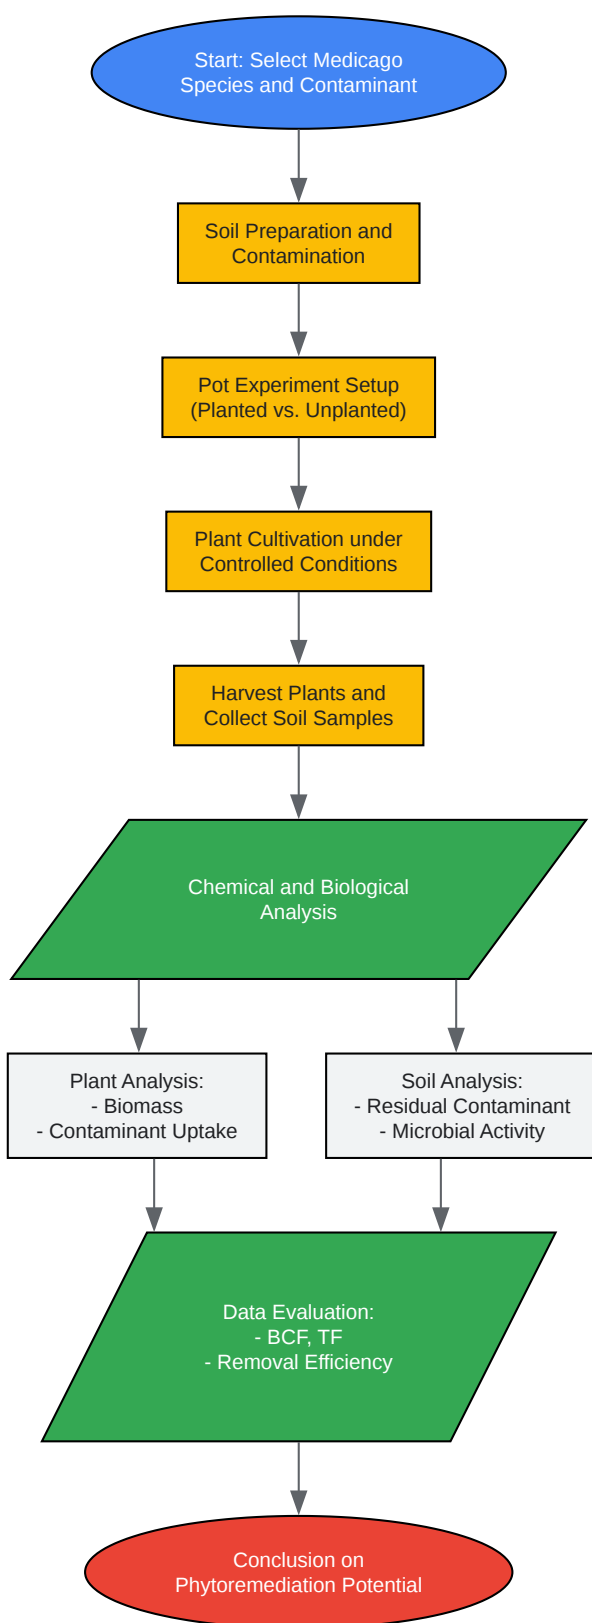 Start: Select Medicago
Species and Contaminant
Soil Preparation and
Contamination
Pot Experiment Setup
(Planted vs. Unplanted)
Plant Cultivation under
Controlled Conditions
Harvest Plants and
Collect Soil Samples
Chemical and Biological
Analysis
Plant Analysis:
- Biomass
- Contaminant Uptake
Soil Analysis:
- Residual Contaminant
- Microbial Activity
Data Evaluation:
- BCF, TF
- Removal Efficiency
Conclusion on
Phytoremediation Potential